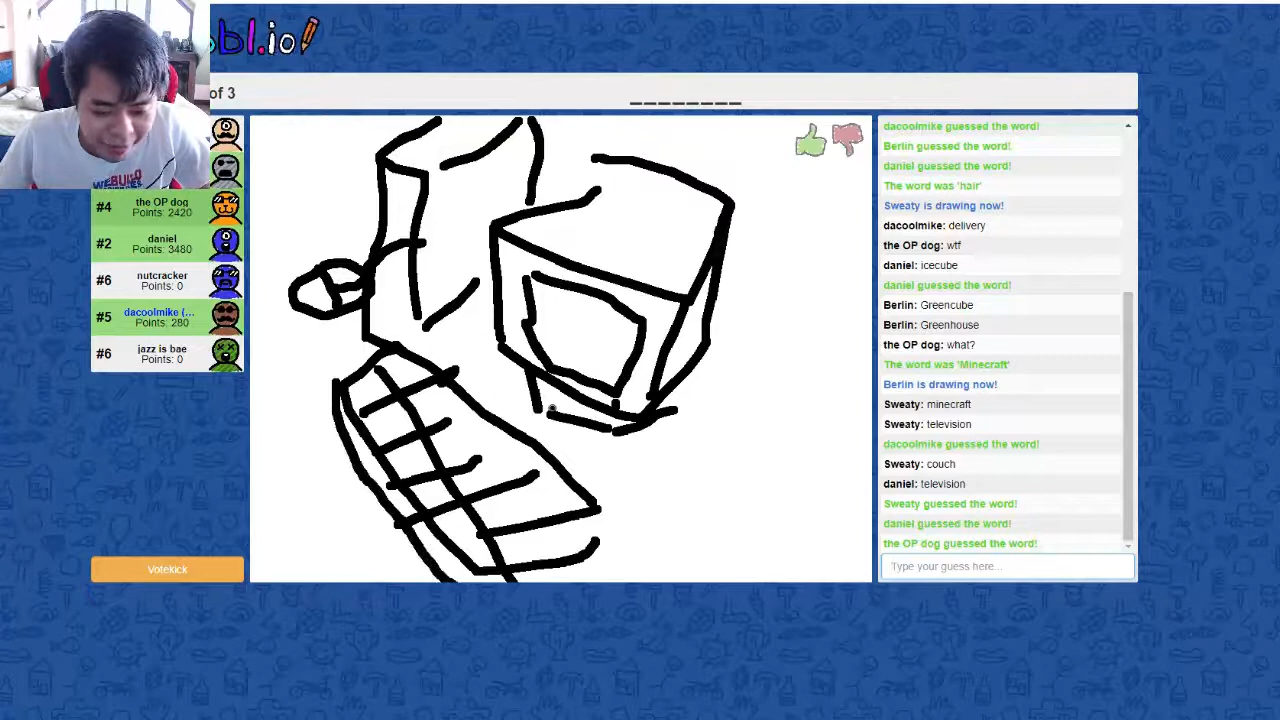 bl.io
of 3
________
the OP dog
Points: 2420
#4
daniel
Points: 3480
#2
nutcracker
Points: 0
#6
dacoolmike (...
Points: 280
#5
jazz is bae
Points: 0
#6
Votekick
WEBUILD
dacoolmike guessed the word!
Berlin guessed the word!
daniel guessed the word!
The word was 'hair'
Sweaty is drawing now!
dacoolmike: delivery
the OP dog: wtf
daniel: icecube
daniel guessed the word!
Berlin: Greencube
Berlin: Greenhouse
the OP dog: what?
The word was 'Minecraft'
Berlin is drawing now!
Sweaty: minecraft
Sweaty: television
dacoolmike guessed the word!
Sweaty: couch
daniel: television
Sweaty guessed the word!
daniel guessed the word!
the OP dog guessed the word!
Type your guess here...